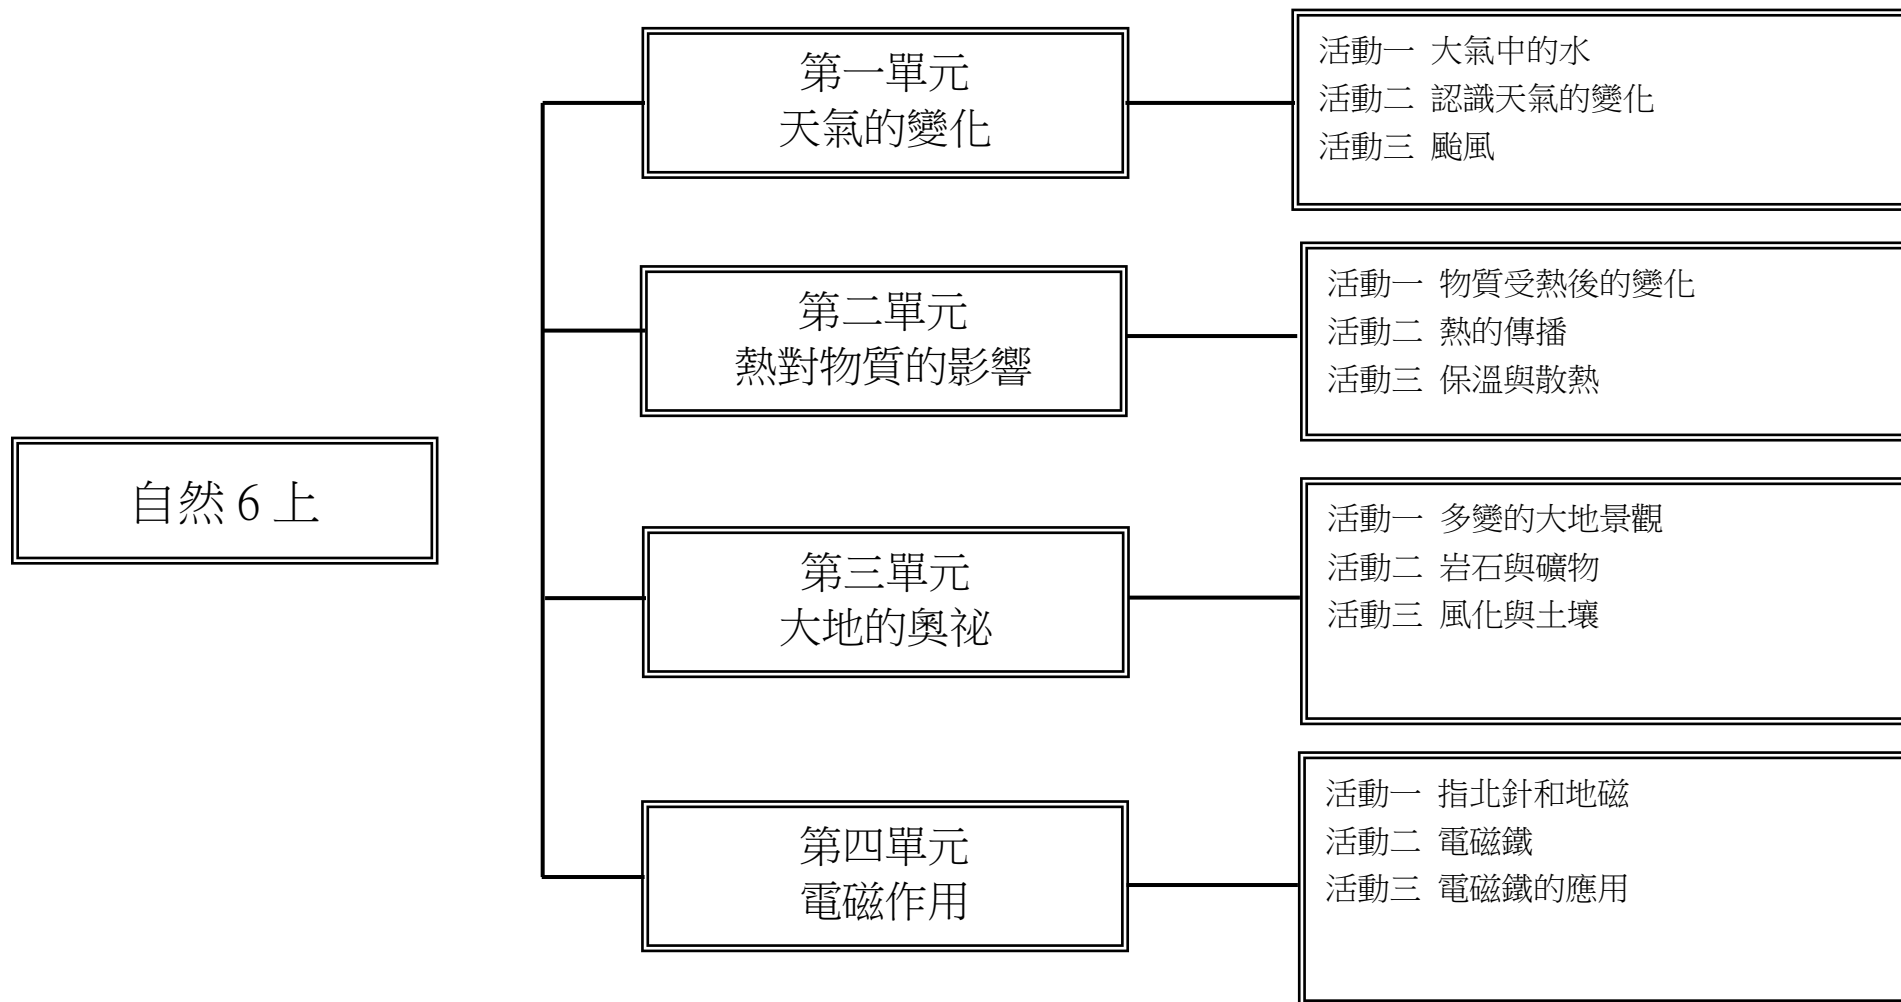 自然 6 上
第一單元
天氣的變化
活動一 大氣中的水
活動二 認識天氣的變化
活動三 颱風
第二單元
熱對物質的影響
活動一 物質受熱後的變化
活動二 熱的傳播
活動三 保溫與散熱
第三單元
大地的奧祕
活動一 多變的大地景觀
活動二 岩石與礦物
活動三 風化與土壤
第四單元
電磁作用
活動一 指北針和地磁
活動二 電磁鐵
活動三 電磁鐵的應用